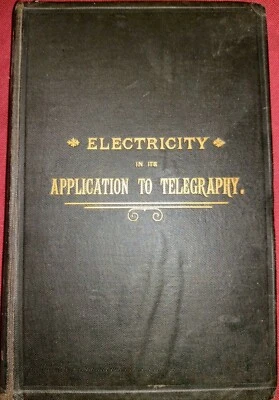 ELECTRICITY
IN ITS
APPLICATION TO TELEGRAPHY.